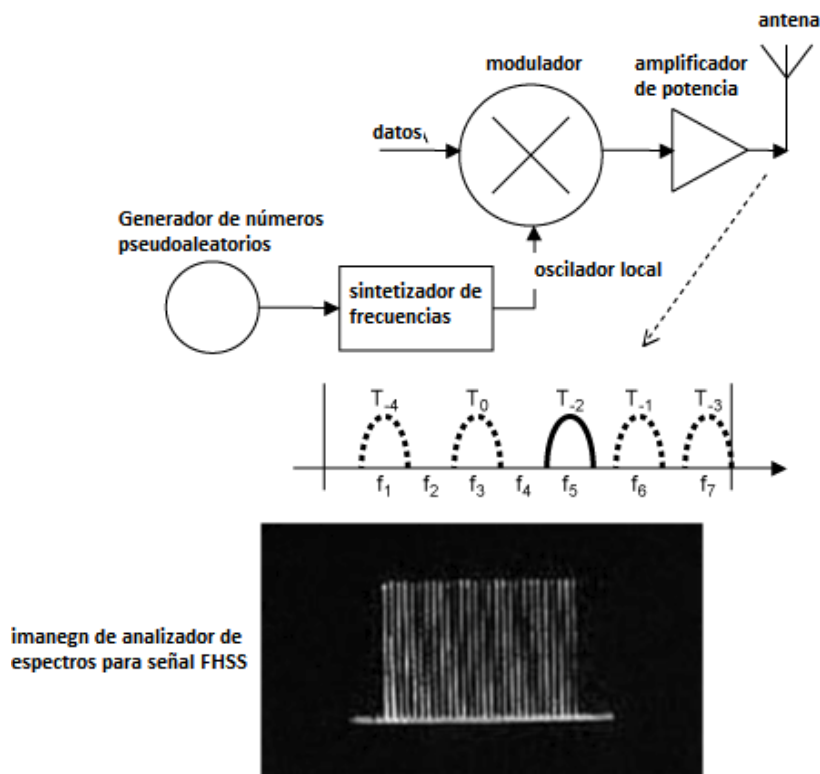 antena
modulador
amplificador
de potencia
datos
Generador de números
pseudoaleatorios
oscilador local
sintetizador de
frecuencias
T-4 T0 T-2 T-1 T-3
f1 f2 f3 f4 f5 f6 f7
imanegn de analizador de
espectros para señal FHSS